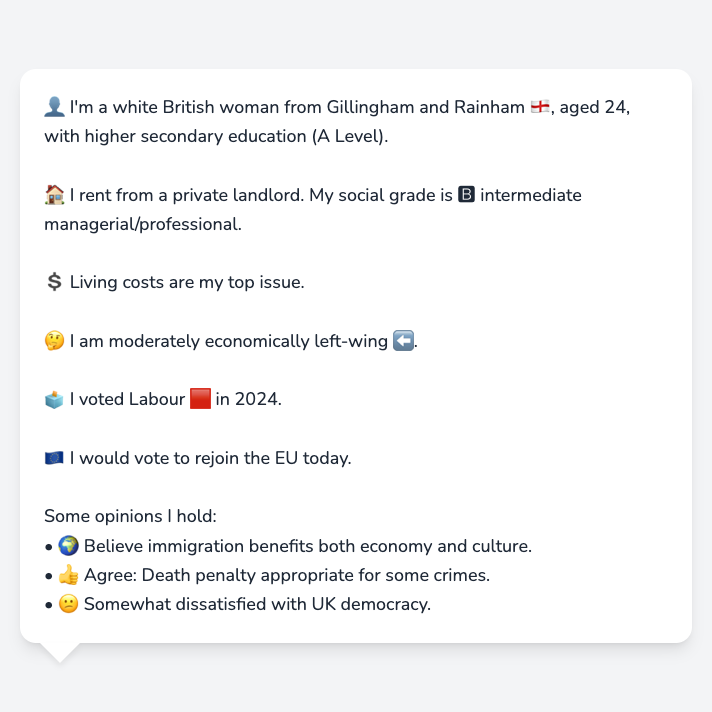 👤 I'm a white British woman from Gillingham and Rainham 🏴󠁧󠁢󠁥󠁮󠁧󠁿, aged 24,
with higher secondary education (A Level).
🏠 I rent from a private landlord. My social grade is 🅱 intermediate
managerial/professional.
💲 Living costs are my top issue.
🤔 I am moderately economically left-wing ⬅️.
🗳️ I voted Labour 🟥 in 2024.
🇪🇺 I would vote to rejoin the EU today.
Some opinions I hold:
• 🌍 Believe immigration benefits both economy and culture.
• 👍 Agree: Death penalty appropriate for some crimes.
• 😕 Somewhat dissatisfied with UK democracy.